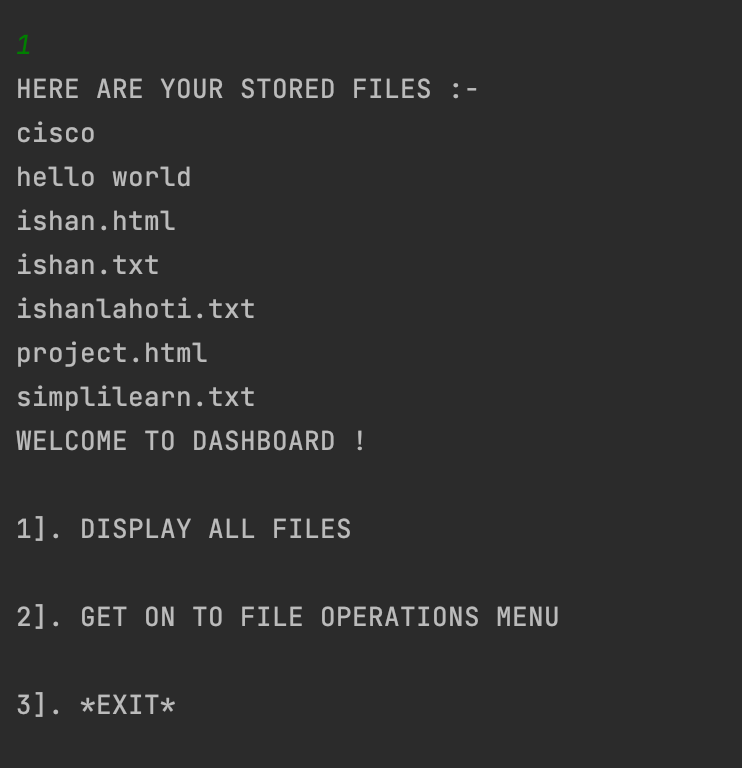 1
HERE ARE YOUR STORED FILES :-
cisco
hello world
ishan.html
ishan.txt
ishanlahoti.txt
project.html
simplilearn.txt
WELCOME TO DASHBOARD !
1]. DISPLAY ALL FILES
2]. GET ON TO FILE OPERATIONS MENU
3]. *EXIT*